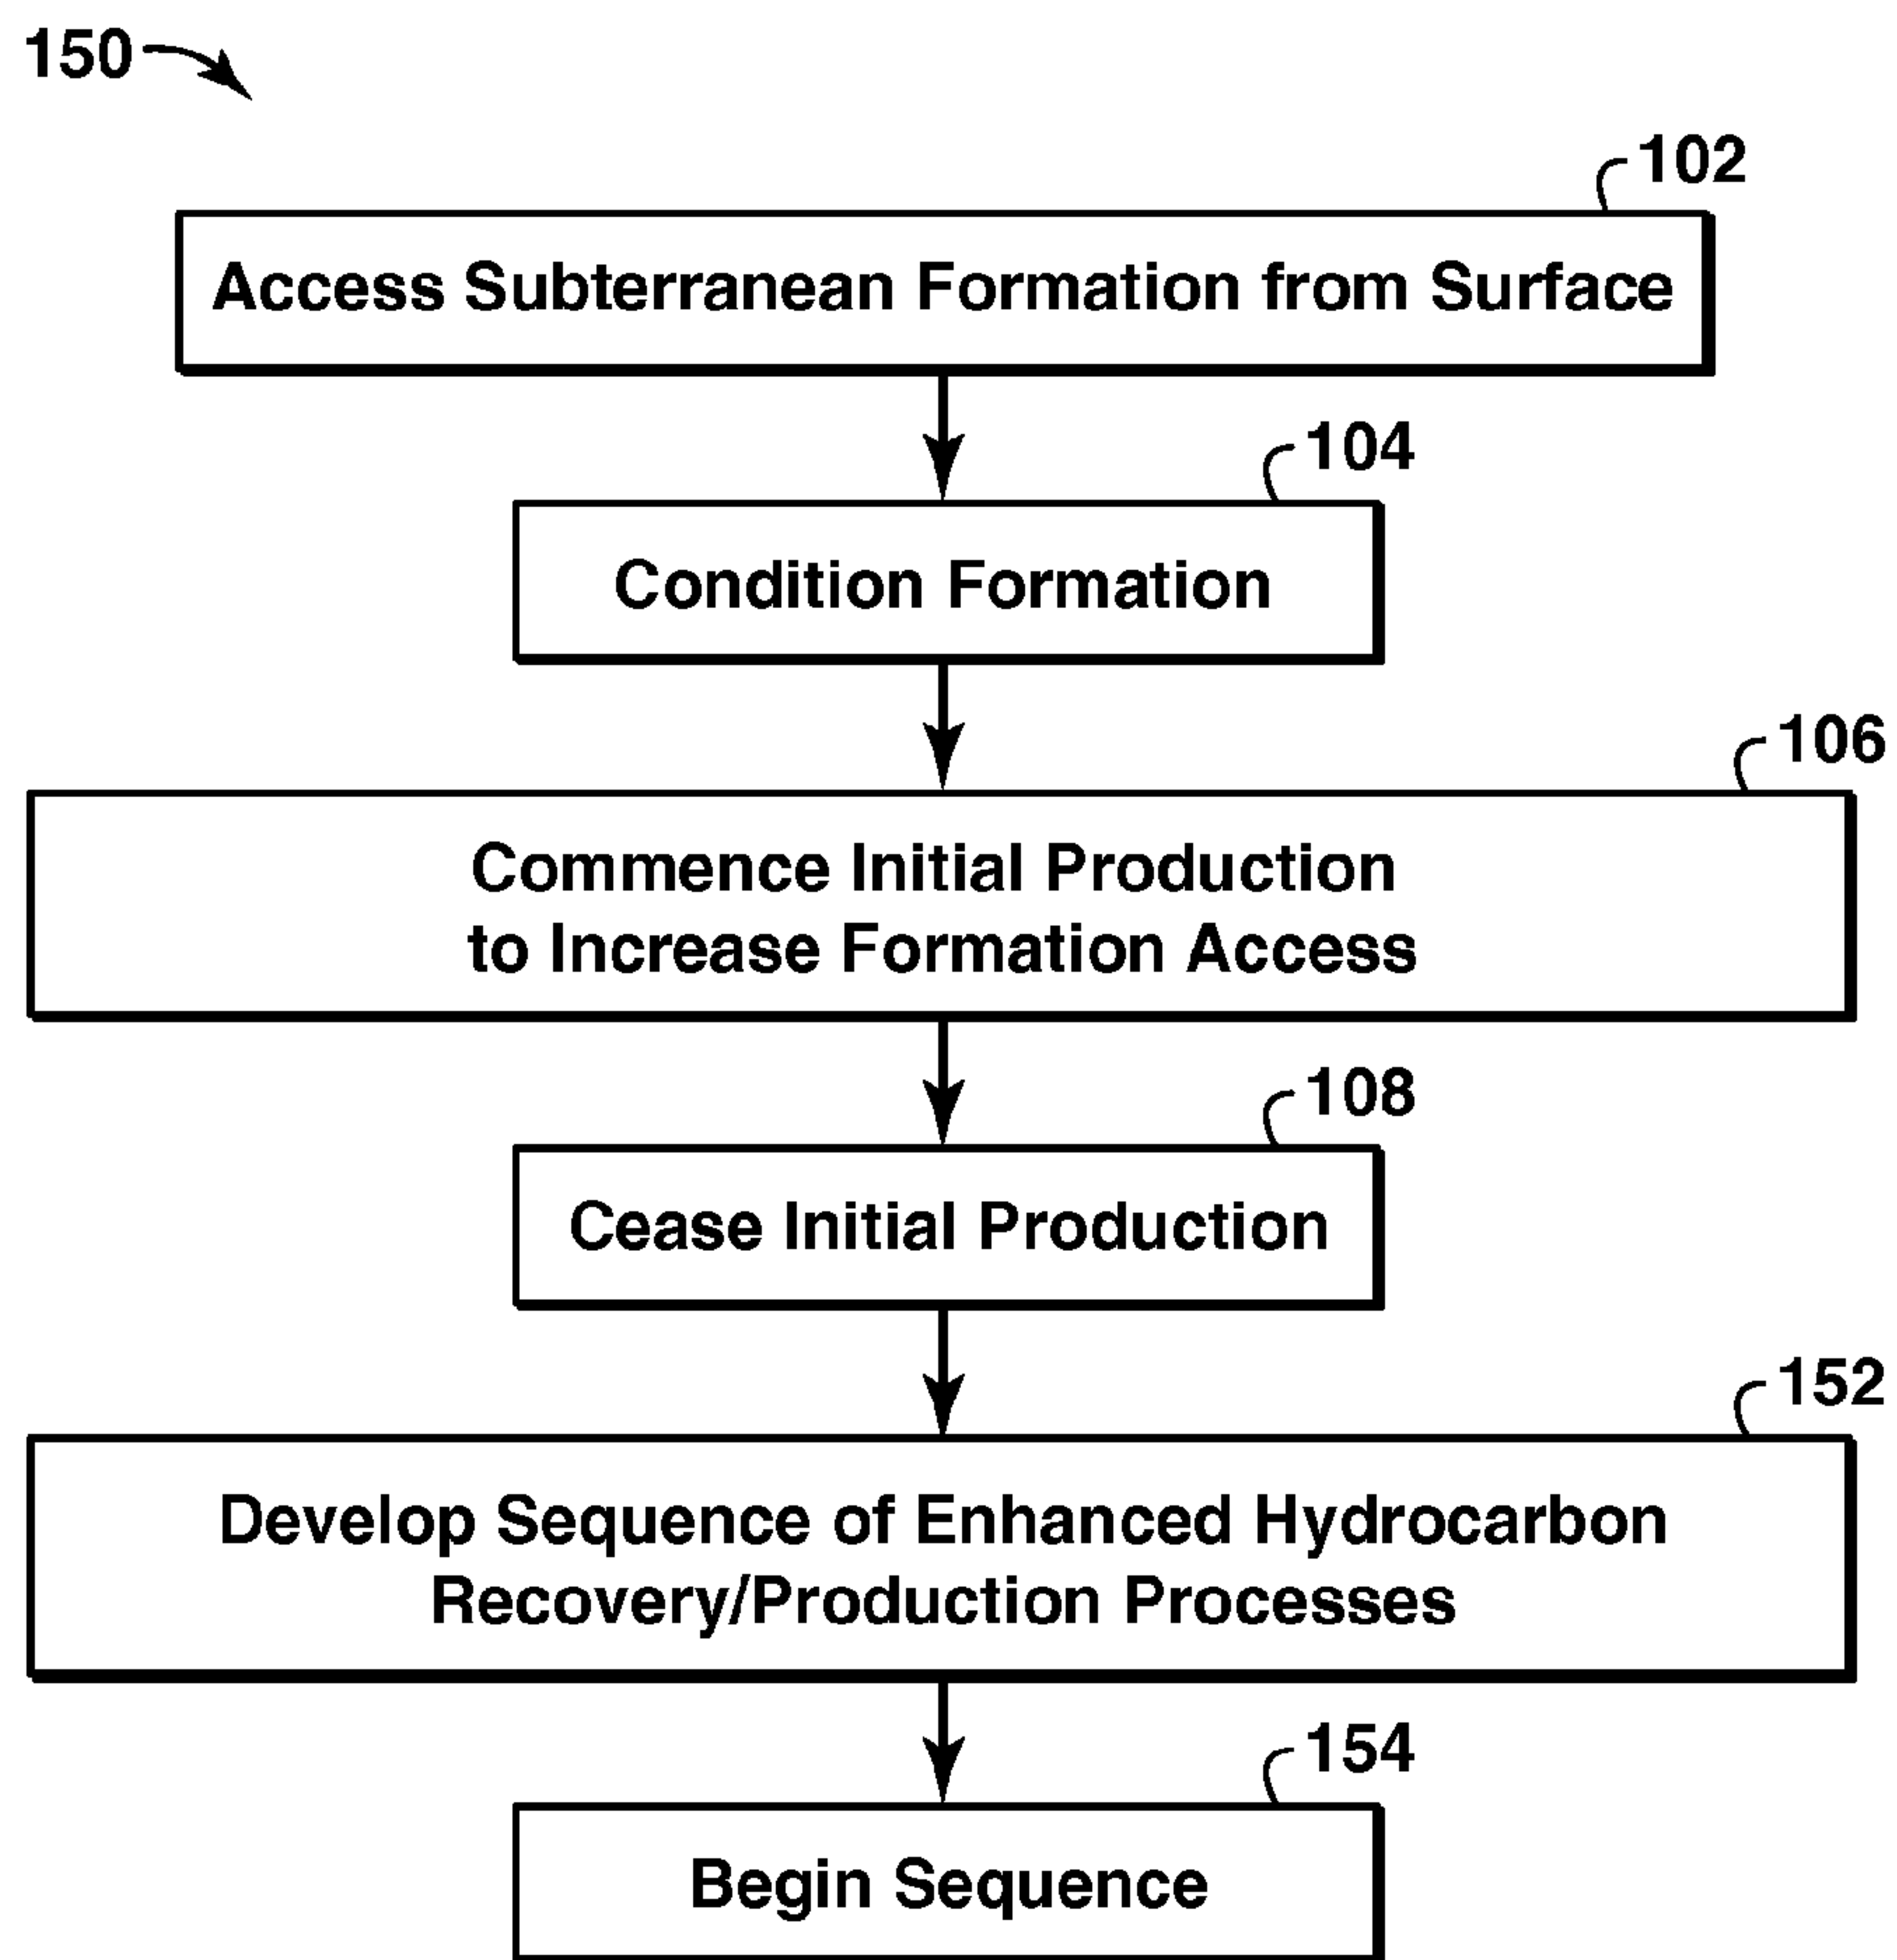 150
102
Access Subterranean Formation from Surface
104
Condition Formation
106
Commence Initial Production
to Increase Formation Access
108
Cease Initial Production
152
Develop Sequence of Enhanced Hydrocarbon
Recovery/Production Processes
154
Begin Sequence